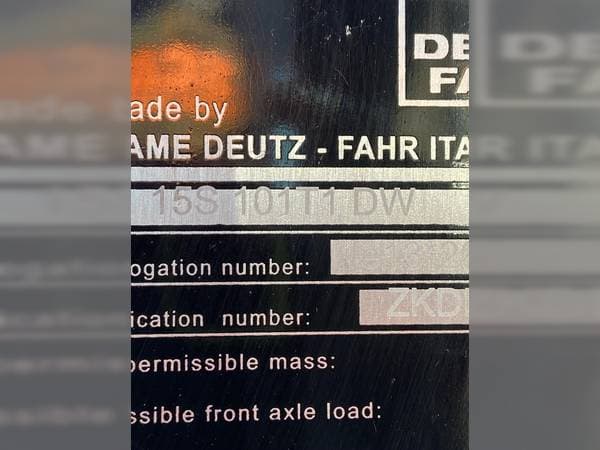 DE
FA
ade by
AME DEUTZ - FAHR ITA
15S 101T1 DW
ogation number:
ication number: ZKD
permissible mass:
ssible front axle load: